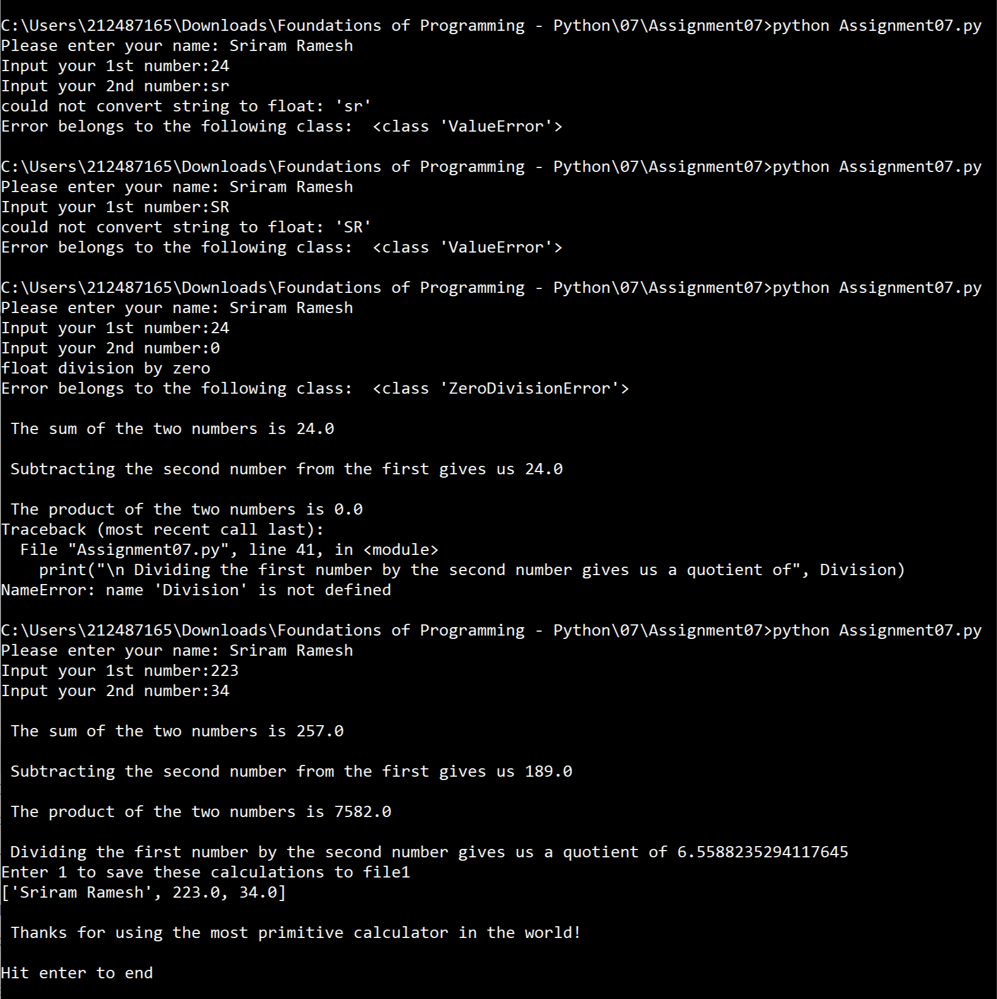 C:\Users\212487165\Downloads\Foundations of Programming - Python\07\Assignment07>python Assignment07.py
Please enter your name: Sriram Ramesh
Input your 1st number:24
Input your 2nd number:sr
could not convert string to float: 'sr'
Error belongs to the following class:  <class 'ValueError'>
C:\Users\212487165\Downloads\Foundations of Programming - Python\07\Assignment07>python Assignment07.py
Please enter your name: Sriram Ramesh
Input your 1st number:SR
could not convert string to float: 'SR'
Error belongs to the following class:  <class 'ValueError'>
C:\Users\212487165\Downloads\Foundations of Programming - Python\07\Assignment07>python Assignment07.py
Please enter your name: Sriram Ramesh
Input your 1st number:24
Input your 2nd number:0
float division by zero
Error belongs to the following class:  <class 'ZeroDivisionError'>
 The sum of the two numbers is 24.0
 Subtracting the second number from the first gives us 24.0
 The product of the two numbers is 0.0
Traceback (most recent call last):
  File "Assignment07.py", line 41, in <module>
    print("\n Dividing the first number by the second number gives us a quotient of", Division)
NameError: name 'Division' is not defined
C:\Users\212487165\Downloads\Foundations of Programming - Python\07\Assignment07>python Assignment07.py
Please enter your name: Sriram Ramesh
Input your 1st number:223
Input your 2nd number:34
 The sum of the two numbers is 257.0
 Subtracting the second number from the first gives us 189.0
 The product of the two numbers is 7582.0
 Dividing the first number by the second number gives us a quotient of 6.5588235294117645
Enter 1 to save these calculations to file1
['Sriram Ramesh', 223.0, 34.0]
 Thanks for using the most primitive calculator in the world!
Hit enter to end